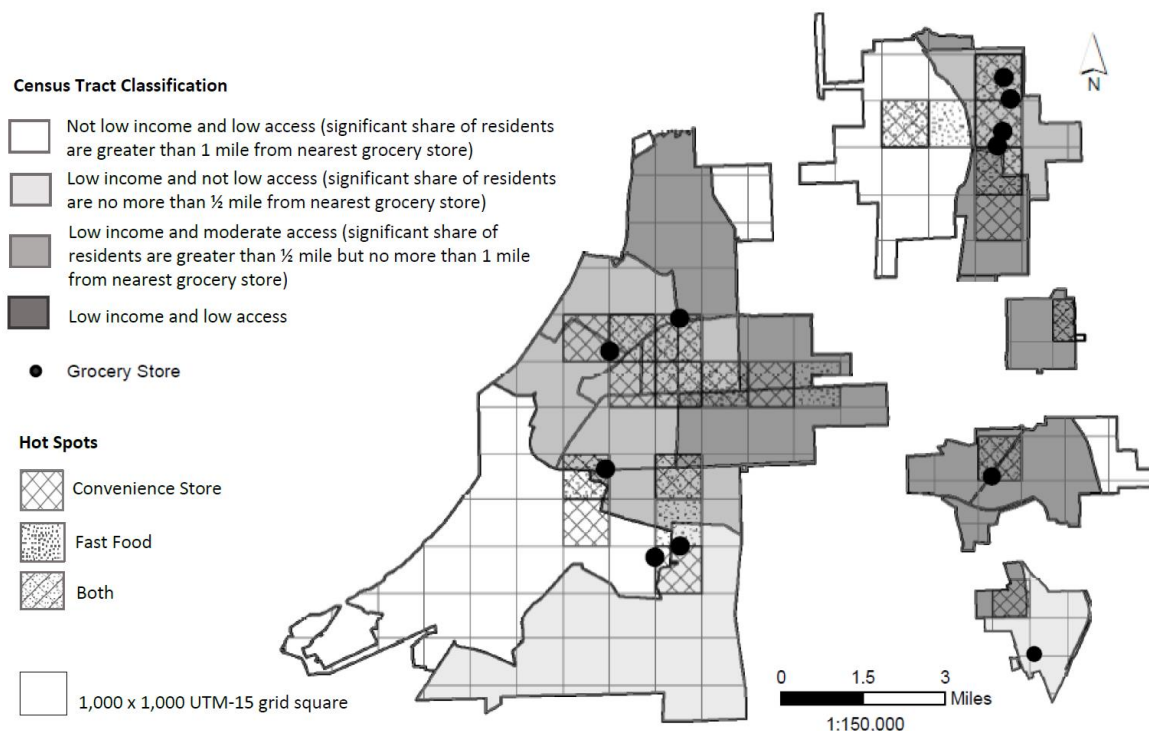 Census Tract Classification
Not low income and low access (significant share of residents
are greater than 1 mile from nearest grocery store)
Low income and not low access (significant share of residents
are no more than ½ mile from nearest grocery store)
Low income and moderate access (significant share of
residents are greater than ½ mile but no more than 1 mile
from nearest grocery store)
Low income and low access
Grocery Store
Hot Spots
Convenience Store
Fast Food
Both
1,000 x 1,000 UTM-15 grid square
N
0 1.5 3
Miles
1:150.000